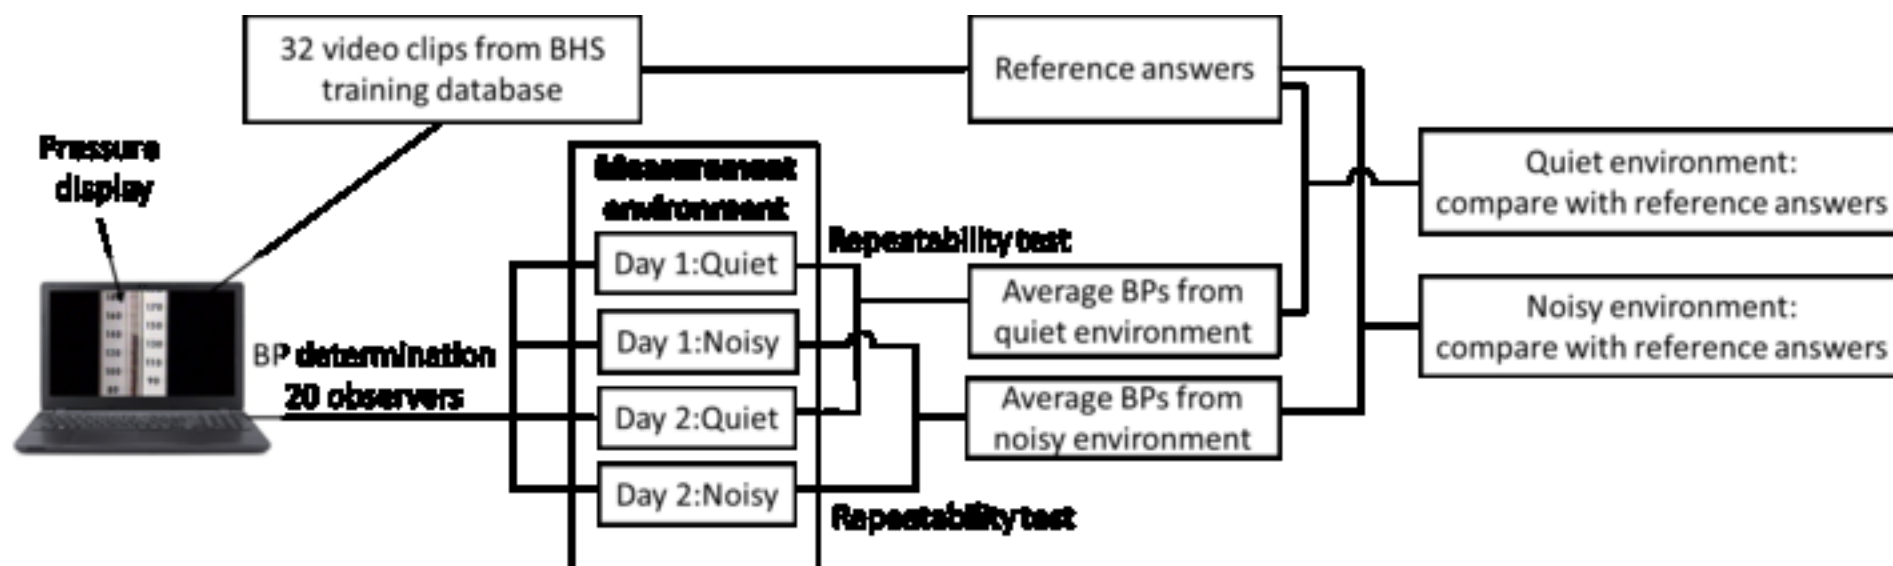 32 video clips from BHS
training database
Reference answers
Pressure
display
Measurement
environment
Quiet environment:
compare with reference answers
Repeatability test
Day 1:Quiet
Average BPs from
quiet environment
Noisy environment:
compare with reference answers
Day 1:Noisy
BP determination
20 observers
Day 2:Quiet
Average BPs from
noisy environment
Day 2:Noisy
Repeatability test